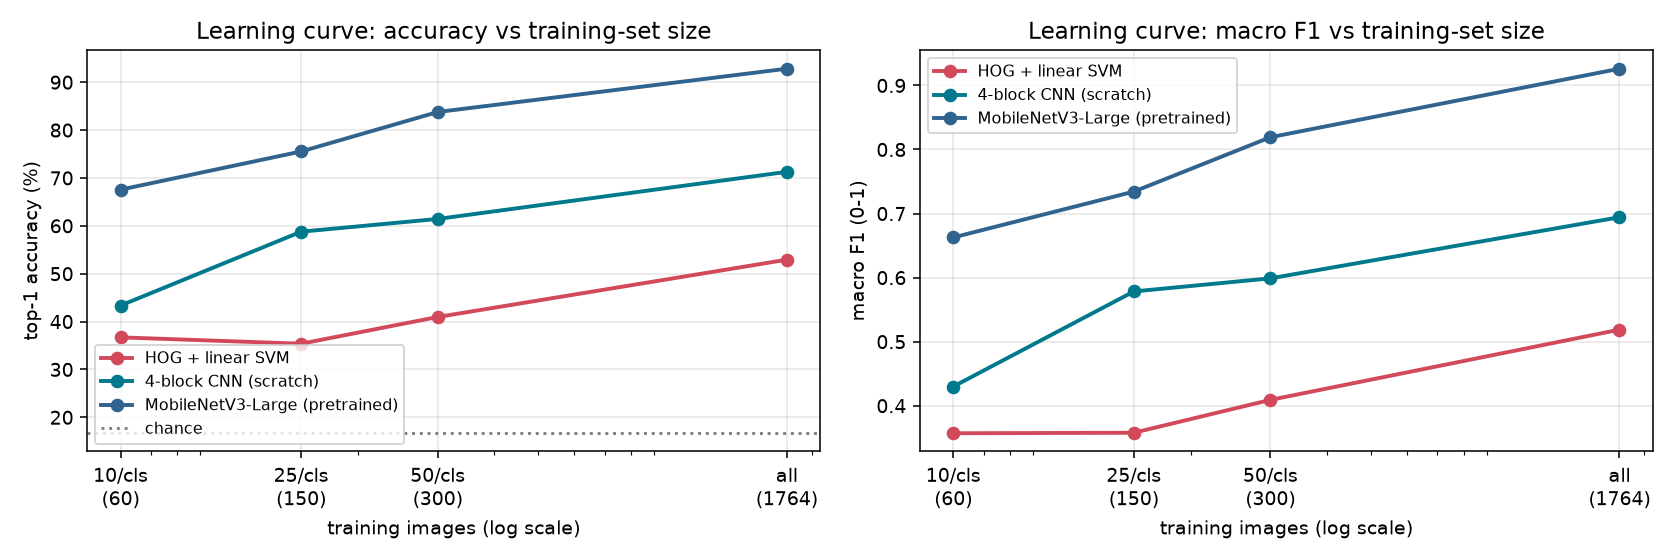 Learning curve: accuracy vs training-set size
top-1 accuracy (%)
90
80
70
60
50
40
30
20
HOG + linear SVM
4-block CNN (scratch)
MobileNetV3-Large (pretrained)
chance
10/cls 25/cls 50/cls all
(60) (150) (300) (1764)
training images (log scale)
Learning curve: macro F1 vs training-set size
macro F1 (0-1)
0.9
0.8
0.7
0.6
0.5
0.4
HOG + linear SVM
4-block CNN (scratch)
MobileNetV3-Large (pretrained)
10/cls 25/cls 50/cls all
(60) (150) (300) (1764)
training images (log scale)